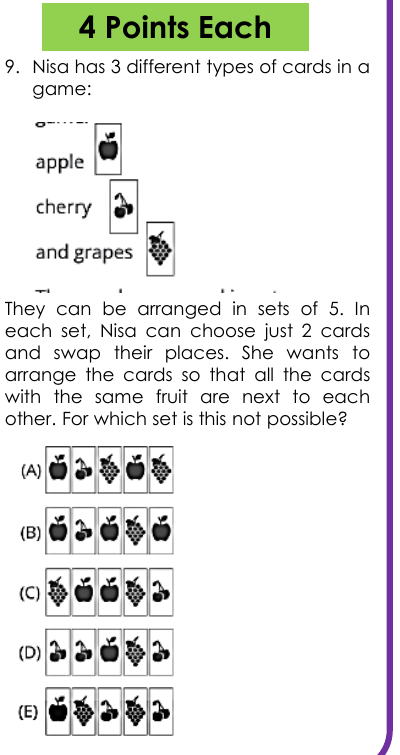 4 Points Each
9. Nisa has 3 different types of cards in a
game:
apple
cherry
and grapes
They can be arranged in sets of 5. In
each set, Nisa can choose just 2 cards
and swap their places. She wants to
arrange the cards so that all the cards
with the same fruit are next to each
other. For which set is this not possible?
(A)
(B)
(C)
(D)
(E)